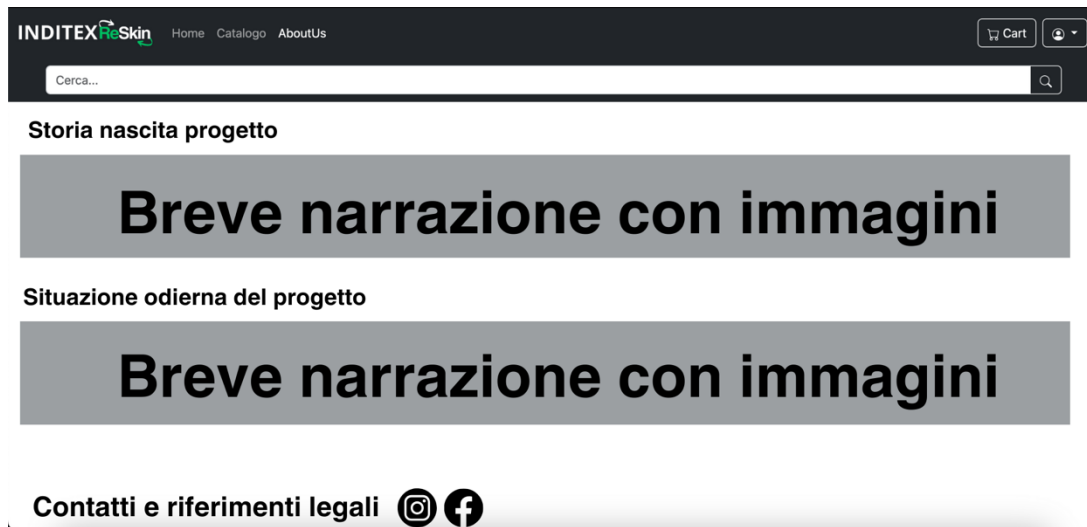 INDITEX ReSkin Home Catalogo AboutUs Cart
Cerca...
Storia nascita progetto
Breve narrazione con immagini
Situazione odierna del progetto
Breve narrazione con immagini
Contatti e riferimenti legali